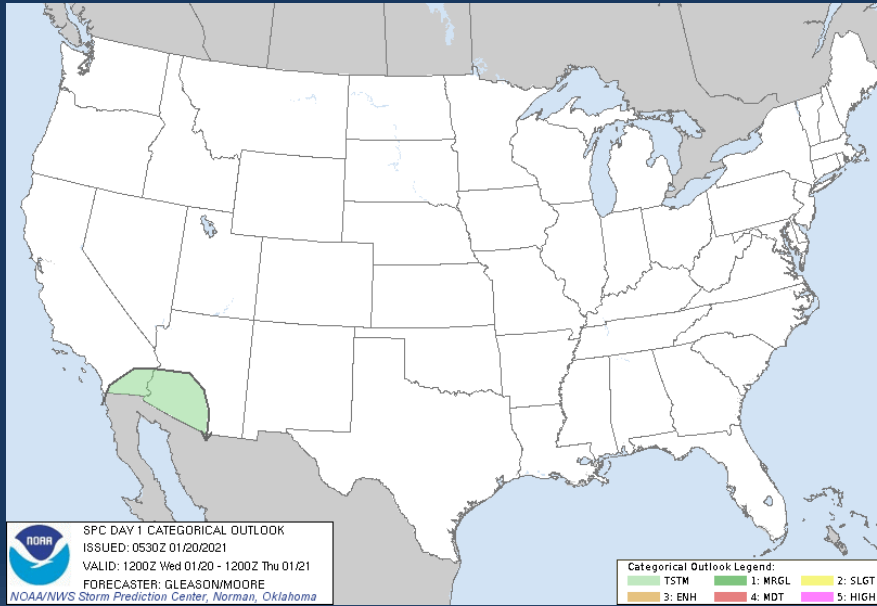 NOAA
SPC DAY 1 CATEGORICAL OUTLOOK
ISSUED: 0530Z 01/20/2021
VALID: 1200Z Wed 01/20 - 1200Z Thu 01/21
FORECASTER: GLEASON/MOORE
NOAA/NWS Storm Prediction Center, Norman, Oklahoma
Categorical Outlook Legend:
TSTM 1: MRGL 2: SLGT
3: ENH 4: MDT 5: HIGH